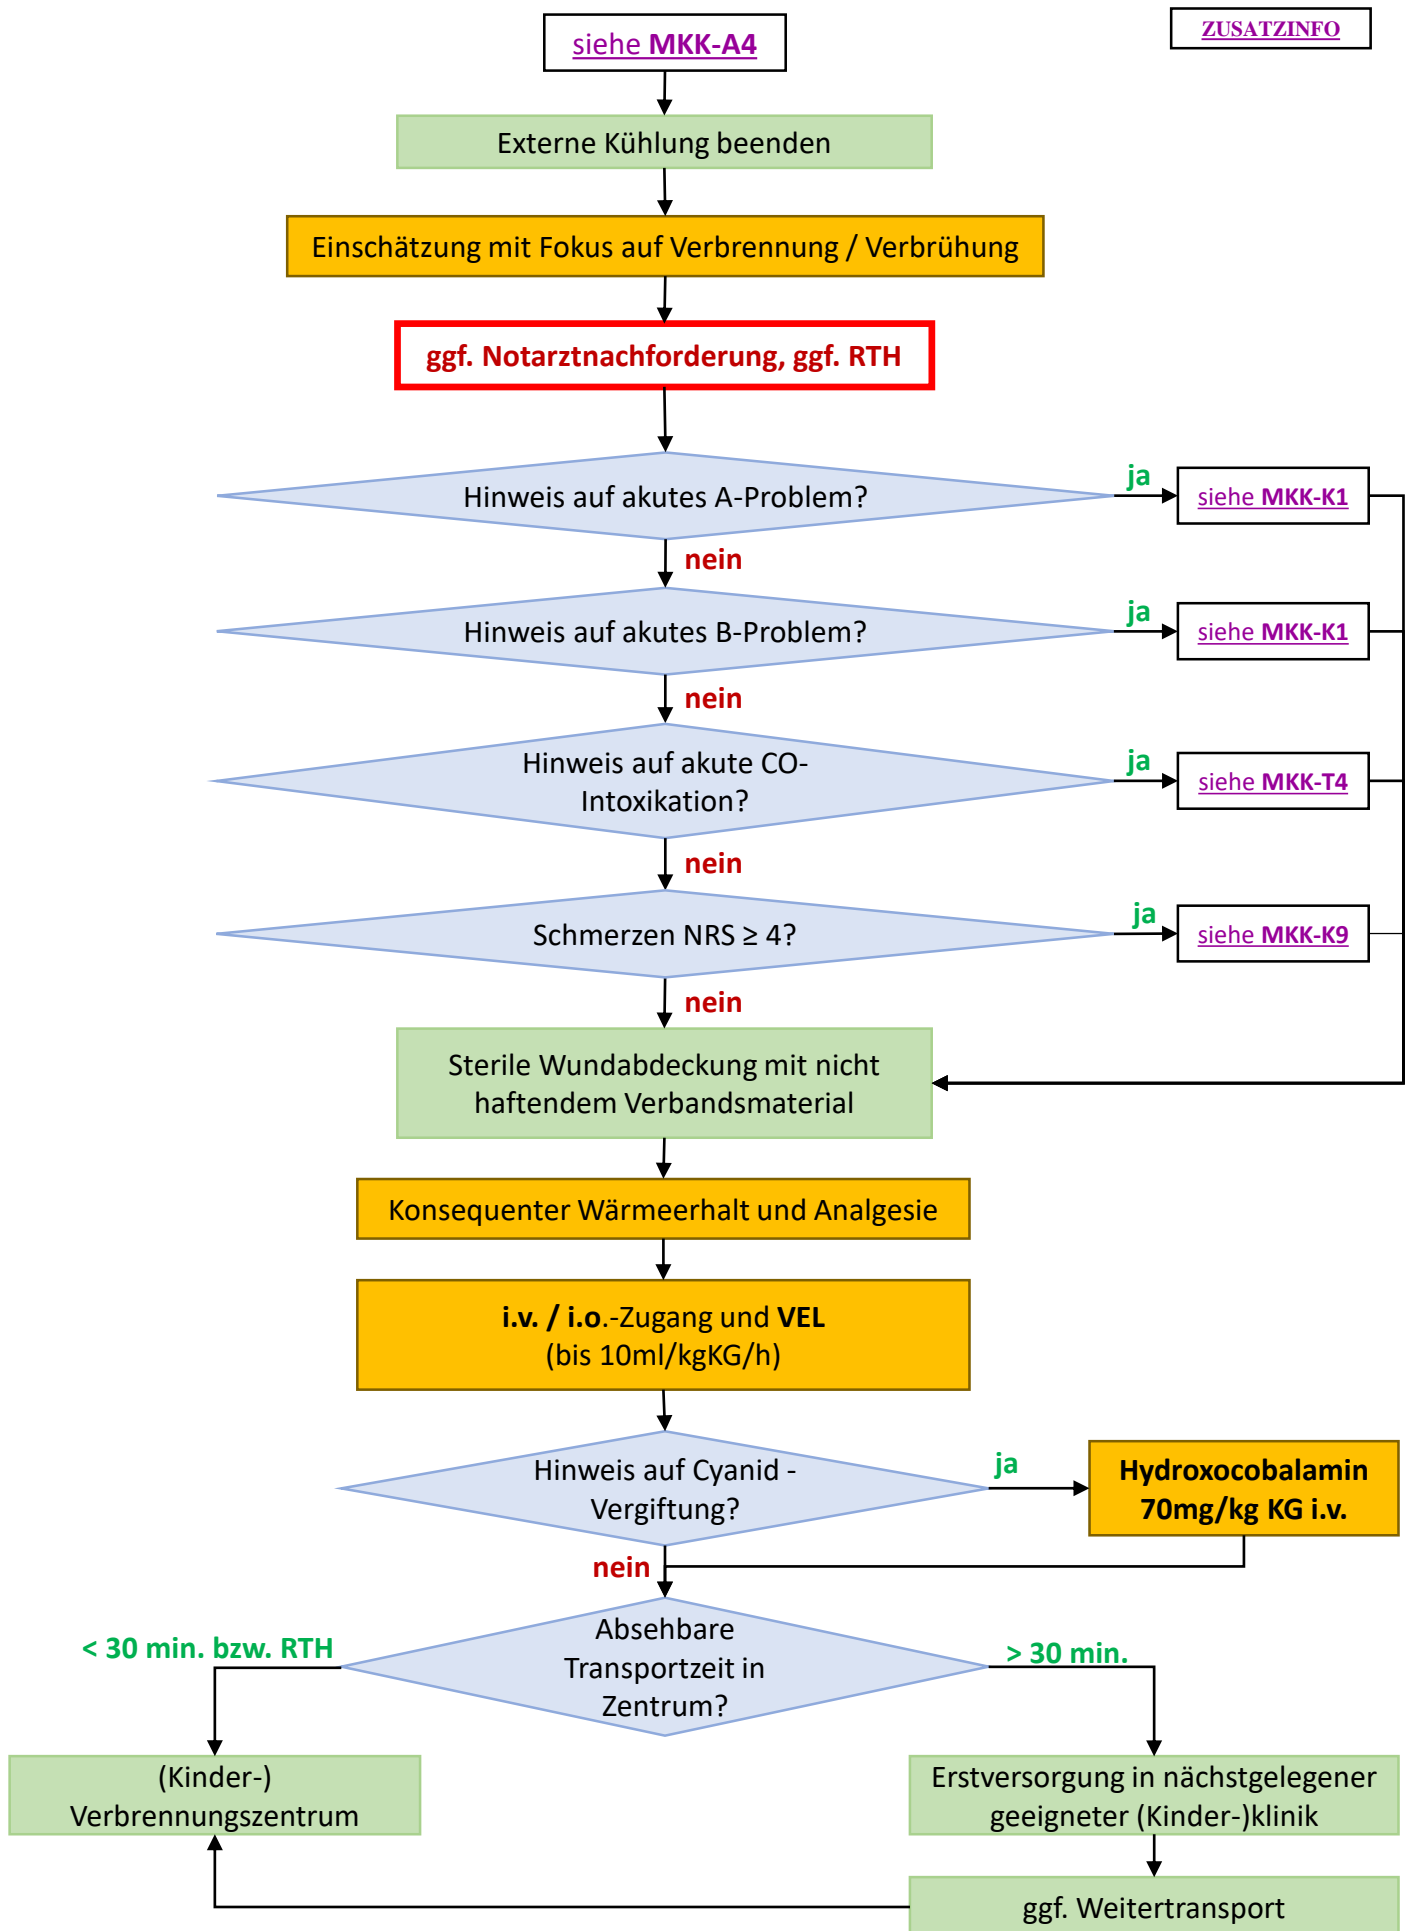 siehe MKK-A4
ZUSATZINFO
Externe Kühlung beenden
Einschätzung mit Fokus auf Verbrennung / Verbrühung
ggf. Notarztnachforderung, ggf. RTH
Hinweis auf akutes A-Problem?
ja
siehe MKK-K1
nein
Hinweis auf akutes B-Problem?
ja
siehe MKK-K1
nein
Hinweis auf akute CO-
Intoxikation?
ja
siehe MKK-T4
nein
Schmerzen NRS ≥ 4?
ja
siehe MKK-K9
nein
Sterile Wundabdeckung mit nicht
haftendem Verbandsmaterial
Konsequenter Wärmeerhalt und Analgesie
i.v. / i.o.-Zugang und VEL
(bis 10ml/kgKG/h)
Hinweis auf Cyanid -
Vergiftung?
ja
Hydroxocobalamin
70mg/kg KG i.v.
nein
Absehbare
Transportzeit in
Zentrum?
< 30 min. bzw. RTH
> 30 min.
(Kinder-)
Verbrennungszentrum
Erstversorgung in nächstgelegener
geeigneter (Kinder-)klinik
ggf. Weitertransport